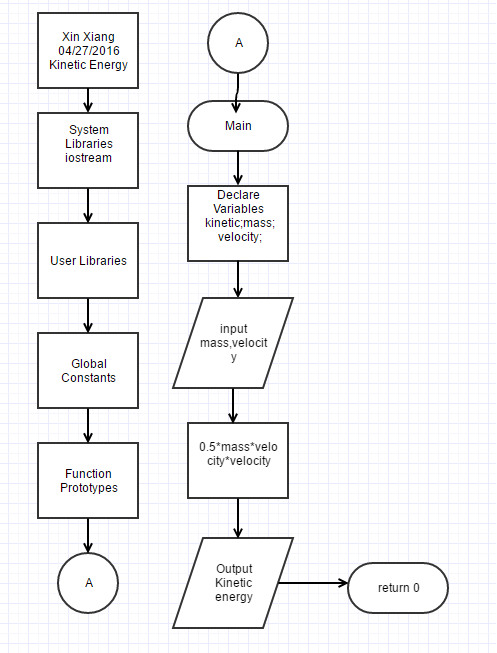 Xin Xiang
04/27/2016
Kinetic Energy
System
Libraries
iostream
User Libraries
Global
Constants
Function
Prototypes
A
A
Main
Declare
Variables
kinetic;mass;
velocity;
input
mass,velocit
y
0.5*mass*velo
city*velocity
Output
Kinetic
energy
return 0